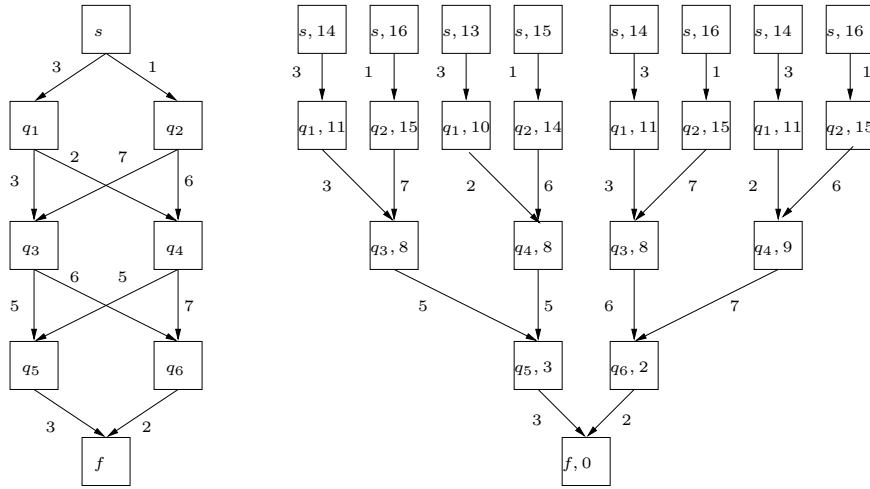 s s, 14 s, 16 s, 13 s, 15 s, 14 s, 16 s, 14 s, 16
3 1 3 1 3 1 3 1 3 1
q1 q2 q1, 11 q2, 15 q1, 10 q2, 14 q1, 11 q2, 15 q1, 11 q2, 15
3 2 7 6 3 7 2 6 3 7 2 6
q3 q4 q3, 8 q4, 8 q3, 8 q4, 9
5 6 5 7 5 5 6 7
q5 q6 q5, 3 q6, 2
3 2 3 2
f f, 0